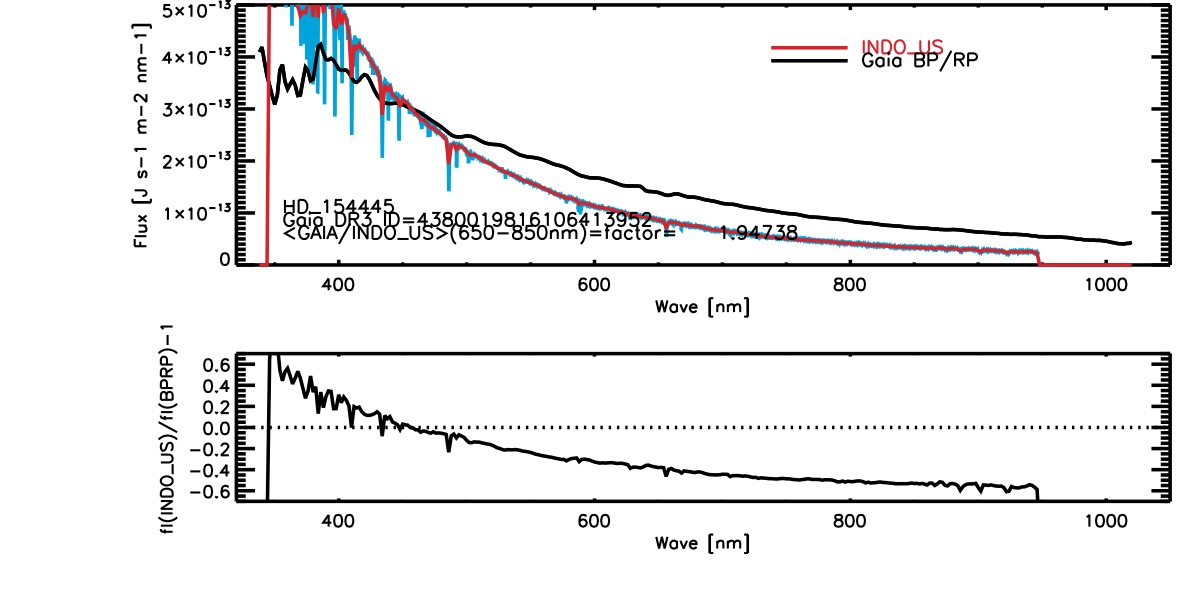 5×10−13
4×10−13
3×10−13
2×10−13
1×10−13
0
Flux [J s−1 m−2 nm−1]
INDO_US
Gaia BP/RP
HD_154445
Gaia DR3 ID=4380019816106413952
<GAIA/INDO_US>(650−850nm)=factor= 1.94738
400 600 800 1000
Wave [nm]
fl(INDO_US)/fl(BPRP)−1
0.6
0.4
0.2
0.0
−0.2
−0.4
−0.6
400 600 800 1000
Wave [nm]